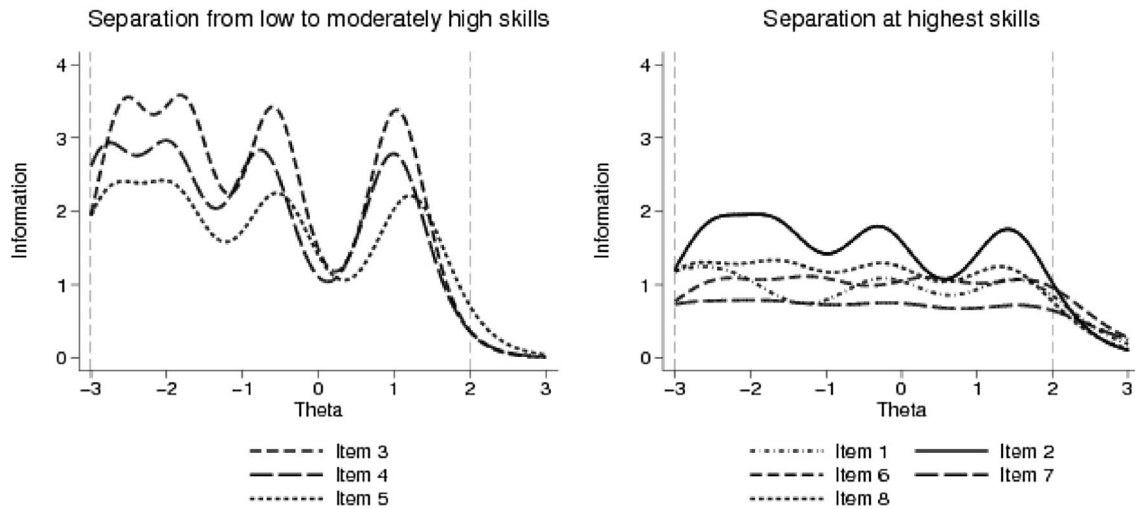 Separation from low to moderately high skills
4
3
2
1
0
Information
−3 −2 −1 0 1 2 3
Theta
Item 3
Item 4
Item 5
Separation at highest skills
4
3
2
1
0
Information
−3 −2 −1 0 1 2 3
Theta
Item 1 Item 2
Item 6 Item 7
Item 8